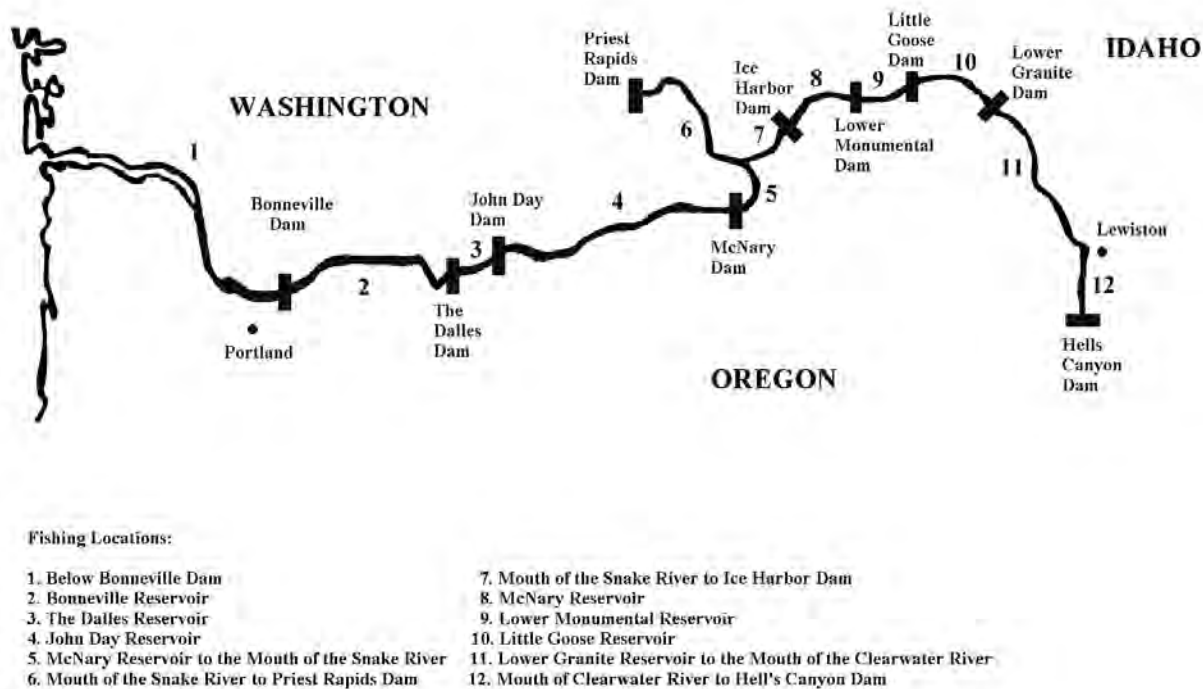 Priest
Rapids
Dam
Little
Goose
Dam
IDAHO
Lower
Granite
Dam
Ice
Harbor
Dam
WASHINGTON
8
9
10
6
7
Lower
Monumental
Dam
11
1
Bonneville
Dam
John Day
Dam
4
5
McNary
Dam
Lewiston
3
2
12
The
Dalles
Dam
Portland
Hells
Canyon
Dam
OREGON
Fishing Locations:
1. Below Bonneville Dam
2. Bonneville Reservoir
3. The Dalles Reservoir
4. John Day Reservoir
5. McNary Reservoir to the Mouth of the Snake River
6. Mouth of the Snake River to Priest Rapids Dam
7. Mouth of the Snake River to Ice Harbor Dam
8. McNary Reservoir
9. Lower Monumental Reservoir
10. Little Goose Reservoir
11. Lower Granite Reservoir to the Mouth of the Clearwater River
12. Mouth of Clearwater River to Hell's Canyon Dam